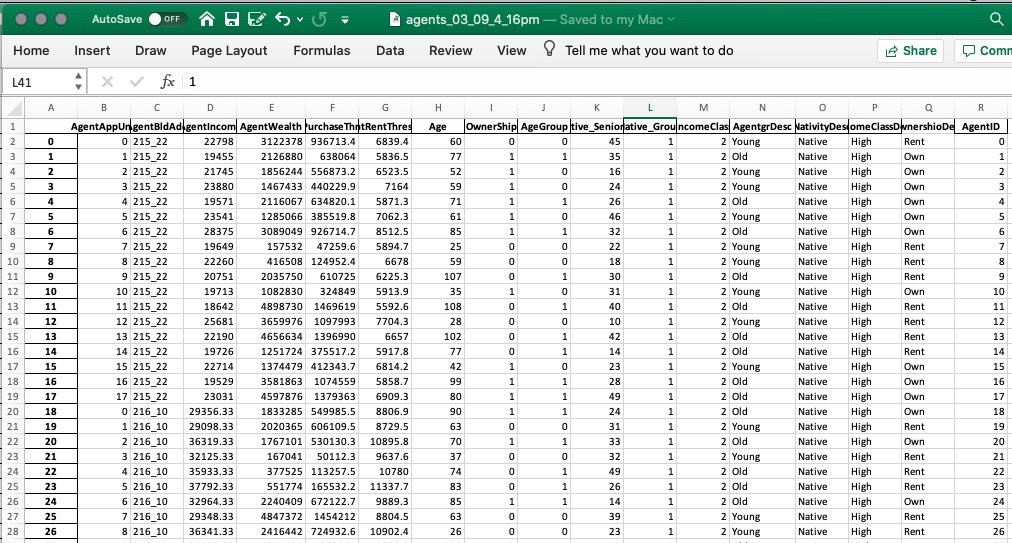 AutoSave OFF agents_03_09_4_16pm — Saved to my Mac
Home Insert Draw Page Layout Formulas Data Review View Tell me what you want to do Share Comm
L41 fx 1
A B C D E F G H I J K L M N O P Q R
1 AgentAppUn gentBldAd gentIncom AgentWealth urchaseThr tRentThres Age OwnerShip AgeGroup tive_Senior ative_Grou ncomeClas AgentgrDesc NativityDes omeClassD wnershioDe AgentID
2 0 0 215_22 22798 3122378 936713.4 6839.4 60 0 0 45 1 2 Young Native High Rent 0
3 1 1 215_22 19455 2126880 638064 5836.5 77 1 1 35 1 2 Old Native High Own 1
4 2 2 215_22 21745 1856244 556873.2 6523.5 52 1 0 16 1 2 Young Native High Own 2
5 3 3 215_22 23880 1467433 440229.9 7164 59 1 0 24 1 2 Young Native High Own 3
6 4 4 215_22 19571 2116067 634820.1 5871.3 71 1 1 26 1 2 Old Native High Own 4
7 5 5 215_22 23541 1285066 385519.8 7062.3 61 1 0 46 1 2 Young Native High Own 5
8 6 6 215_22 28375 3089049 926714.7 8512.5 85 1 1 32 1 2 Old Native High Own 6
9 7 7 215_22 19649 157532 47259.6 5894.7 25 0 0 22 1 2 Young Native High Rent 7
10 8 8 215_22 22260 416508 124952.4 6678 59 0 0 18 1 2 Young Native High Rent 8
11 9 9 215_22 20751 2035750 610725 6225.3 107 0 1 30 1 2 Old Native High Rent 9
12 10 10 215_22 19713 1082830 324849 5913.9 35 1 0 31 1 2 Young Native High Own 10
13 11 11 215_22 18642 4898730 1469619 5592.6 108 0 1 40 1 2 Old Native High Rent 11
14 12 12 215_22 25681 3659976 1097993 7704.3 28 0 0 10 1 2 Young Native High Rent 12
15 13 13 215_22 22190 4656634 1396990 6657 102 0 1 42 1 2 Old Native High Rent 13
16 14 14 215_22 19726 1251724 375517.2 5917.8 77 0 1 14 1 2 Old Native High Rent 14
17 15 15 215_22 22714 1374479 412343.7 6814.2 42 1 0 23 1 2 Young Native High Own 15
18 16 16 215_22 19529 3581863 1074559 5858.7 99 1 1 28 1 2 Old Native High Own 16
19 17 17 215_22 23031 4597876 1379363 6909.3 80 1 1 49 1 2 Old Native High Own 17
20 18 0 216_10 29356.33 1833285 549985.5 8806.9 90 1 1 24 1 2 Old Native High Own 18
21 19 1 216_10 29098.33 2020365 606109.5 8729.5 63 0 0 31 1 2 Young Native High Rent 19
22 20 2 216_10 36319.33 1767101 530130.3 10895.8 70 1 1 33 1 2 Old Native High Own 20
23 21 3 216_10 32125.33 167041 50112.3 9637.6 37 0 0 32 1 2 Young Native High Rent 21
24 22 4 216_10 35933.33 377525 113257.5 10780 74 0 1 49 1 2 Old Native High Rent 22
25 23 5 216_10 37792.33 551774 165532.2 11337.7 83 0 1 26 1 2 Old Native High Rent 23
26 24 6 216_10 32964.33 2240409 672122.7 9889.3 85 1 1 14 1 2 Old Native High Own 24
27 25 7 216_10 29348.33 4847372 1454212 8804.5 63 0 0 39 1 2 Young Native High Rent 25
28 26 8 216_10 36341.33 2416442 724932.6 10902.4 26 0 0 23 1 2 Young Native High Rent 26